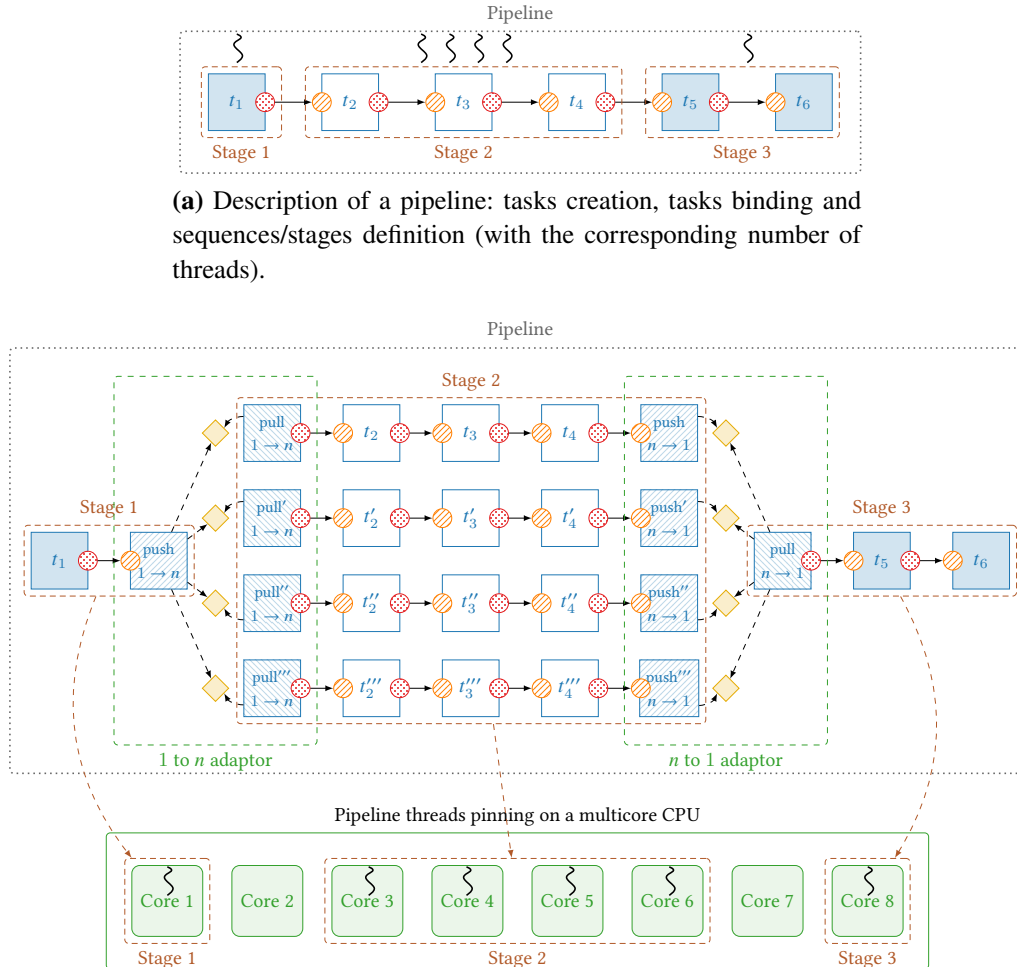 Pipeline
t1 t2 t3 t4 t5 t6
Stage 1 Stage 2 Stage 3
(a) Description of a pipeline: tasks creation, tasks binding and
sequences/stages definition (with the corresponding number of
threads).
Pipeline
Stage 2
pull
1 → n
t2 t3 t4
push
n → 1
pull′
1 → n
t′2 t′3 t′4
push′
n → 1
Stage 1
t1
push
1 → n
Stage 3
pull
n → 1
t5 t6
pull′′
1 → n
t′′2 t′′3 t′′4
push′′
n → 1
pull′′′
1 → n
t′′′2 t′′′3 t′′′4
push′′′
n → 1
1 to n adaptor
n to 1 adaptor
Pipeline threads pinning on a multicore CPU
Core 1 Core 2 Core 3 Core 4 Core 5 Core 6 Core 7 Core 8
Stage 1 Stage 2 Stage 3